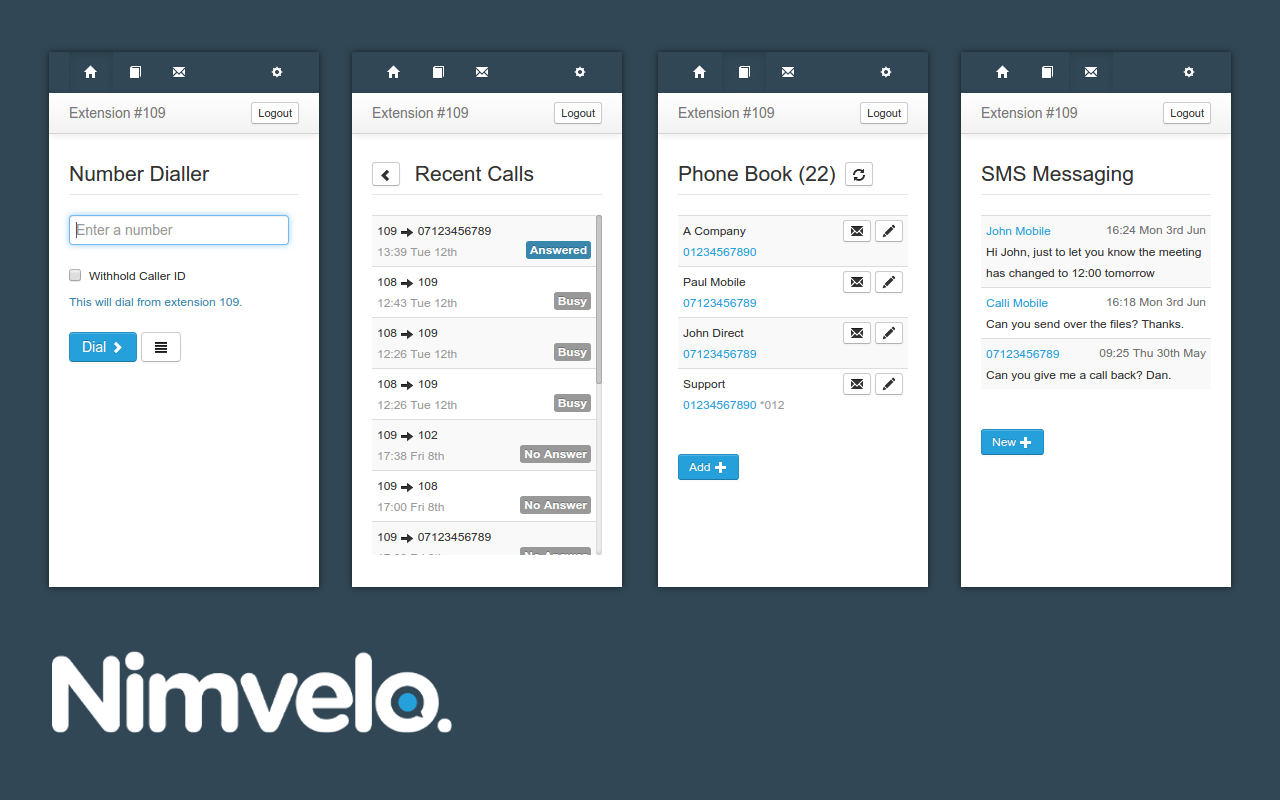 Extension #109
Logout
Number Dialler
Enter a number
Withhold Caller ID
This will dial from extension 109.
Dial
Extension #109
Logout
Recent Calls
109 → 07123456789
13:39 Tue 12th
Answered
108 → 109
12:43 Tue 12th
Busy
108 → 109
12:26 Tue 12th
Busy
108 → 109
12:26 Tue 12th
Busy
109 → 102
17:38 Fri 8th
No Answer
109 → 108
17:00 Fri 8th
No Answer
109 → 07123456789
No Answer
Extension #109
Logout
Phone Book (22)
A Company
01234567890
Paul Mobile
07123456789
John Direct
07123456789
Support
01234567890 *012
Add
Extension #109
Logout
SMS Messaging
John Mobile 16:24 Mon 3rd Jun
Hi John, just to let you know the meeting
has changed to 12:00 tomorrow
Calli Mobile 16:18 Mon 3rd Jun
Can you send over the files? Thanks.
07123456789 09:25 Thu 30th May
Can you give me a call back? Dan.
New
Nimvelo.